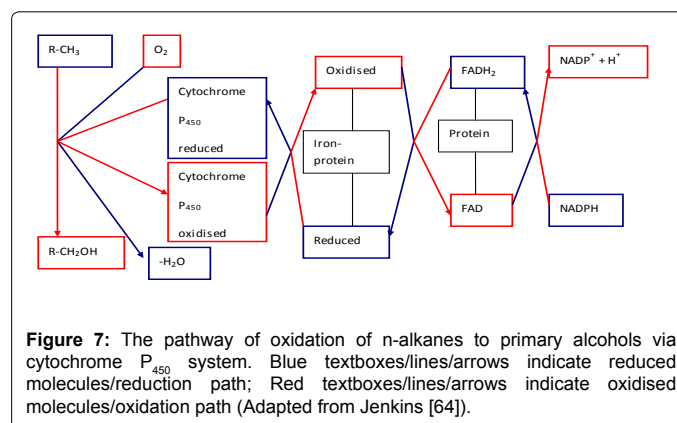 R-CH₃
O₂
Cytochrome
P₄₅₀
reduced
Cytochrome
P₄₅₀
oxidised
R-CH₂OH
-H₂O
Oxidised
Iron-
protein
Reduced
FADH₂
Protein
FAD
NADP⁺ + H⁺
NADPH
Figure 7: The pathway of oxidation of n-alkanes to primary alcohols via
cytochrome P₄₅₀ system. Blue textboxes/lines/arrows indicate reduced
molecules/reduction path; Red textboxes/lines/arrows indicate oxidised
molecules/oxidation path (Adapted from Jenkins [64]).